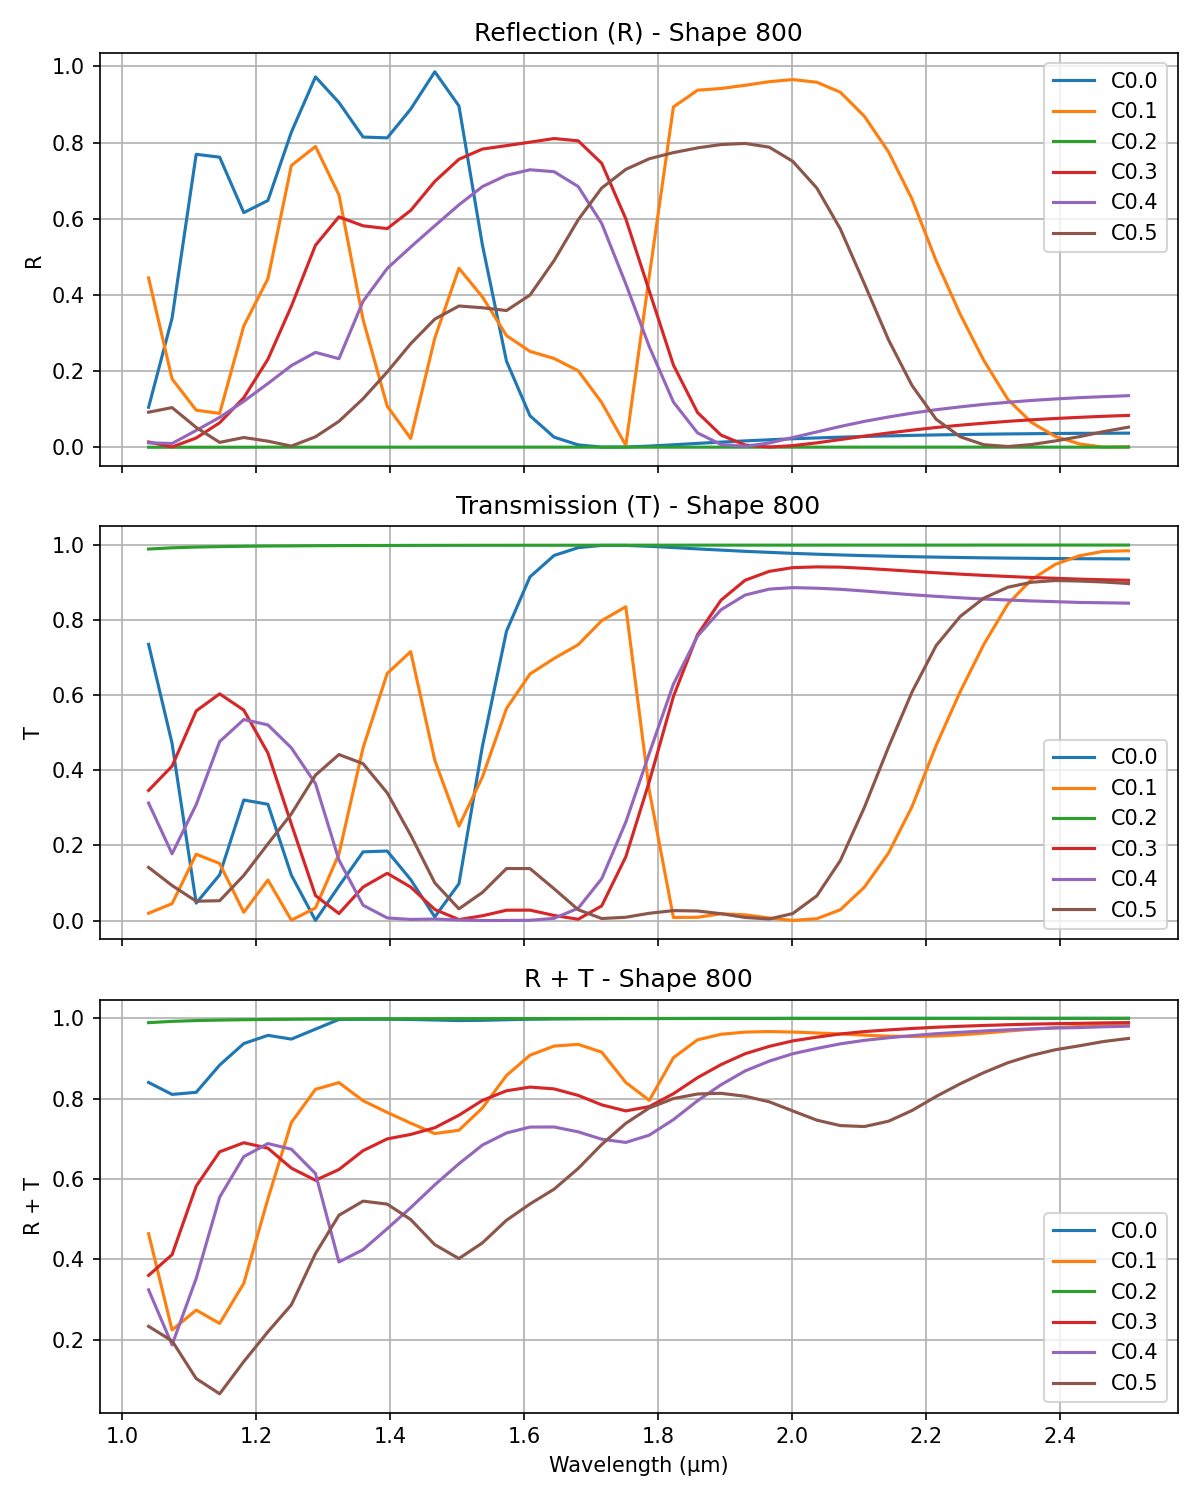 Reflection (R) - Shape 800
1.0
0.8
0.6
0.4
0.2
0.0
R
C0.0
C0.1
C0.2
C0.3
C0.4
C0.5
Transmission (T) - Shape 800
1.0
0.8
0.6
0.4
0.2
0.0
T
C0.0
C0.1
C0.2
C0.3
C0.4
C0.5
R + T - Shape 800
1.0
0.8
0.6
0.4
0.2
R + T
C0.0
C0.1
C0.2
C0.3
C0.4
C0.5
1.0 1.2 1.4 1.6 1.8 2.0 2.2 2.4
Wavelength (μm)